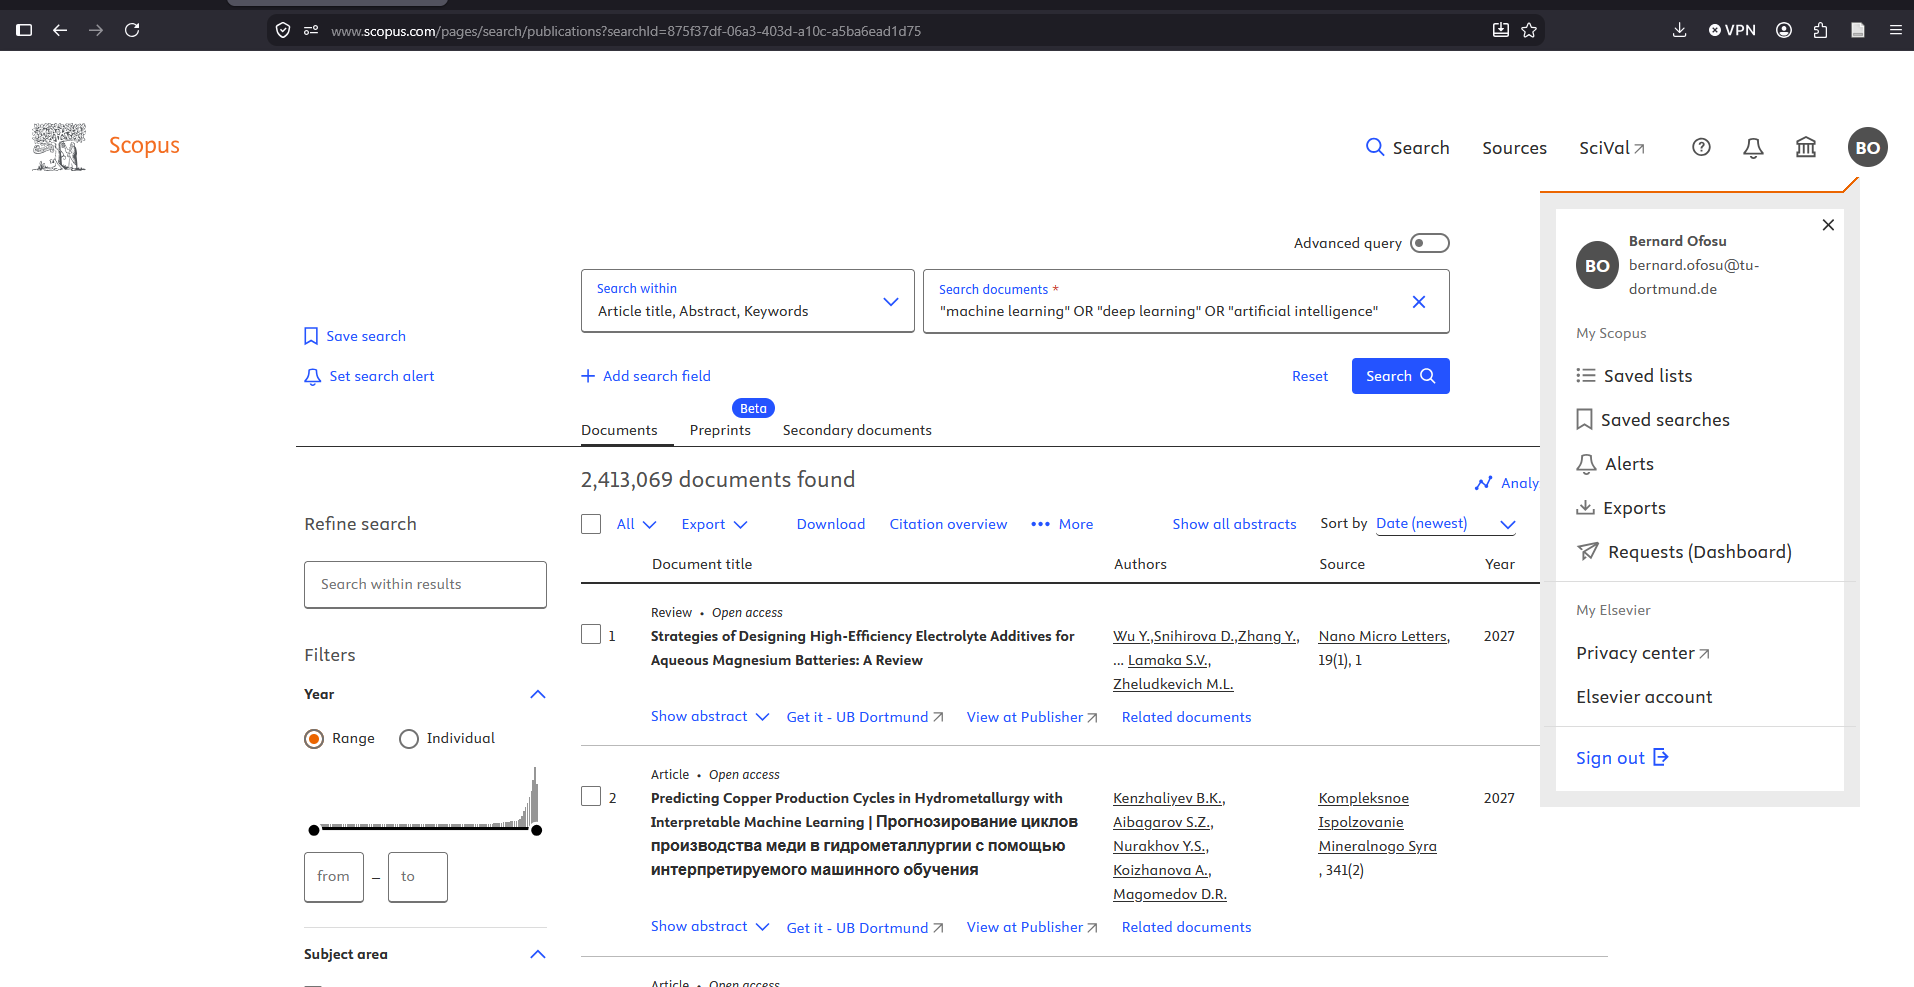 www.scopus.com/pages/search/publications?searchId=875f37df-06a3-403d-a10c-a5ba6ead1d75
VPN
Scopus
Search
Sources
SciVal
BO
Advanced query
Search within
Article title, Abstract, Keywords
Search documents *
"machine learning" OR "deep learning" OR "artificial intelligence"
Save search
Set search alert
Add search field
Reset
Search
Beta
Documents
Preprints
Secondary documents
2,413,069 documents found
Analy
All
Export
Download
Citation overview
More
Show all abstracts
Sort by
Date (newest)
Document title
Authors
Source
Year
Refine search
Search within results
Filters
Year
Range
Individual
from
–
to
Subject area
Review • Open access
1
Strategies of Designing High-Efficiency Electrolyte Additives for
Aqueous Magnesium Batteries: A Review
Wu Y.,Snihirova D.,Zhang Y.,
... Lamaka S.V.,
Zheludkevich M.L.
Nano Micro Letters,
19(1), 1
2027
Show abstract
Get it - UB Dortmund
View at Publisher
Related documents
Article • Open access
2
Predicting Copper Production Cycles in Hydrometallurgy with
Interpretable Machine Learning | Прогнозирование циклов
производства меди в гидрометаллургии с помощью
интерпретируемого машинного обучения
Kenzhaliyev B.K.,
Aibagarov S.Z.,
Nurakhov Y.S.,
Koizhanova A.,
Magomedov D.R.
Kompleksnoe
Ispolzovanie
Mineralnogo Syra
, 341(2)
2027
Show abstract
Get it - UB Dortmund
View at Publisher
Related documents
Article • Open access
BO
Bernard Ofosu
bernard.ofosu@tu-
dortmund.de
My Scopus
Saved lists
Saved searches
Alerts
Exports
Requests (Dashboard)
My Elsevier
Privacy center
Elsevier account
Sign out